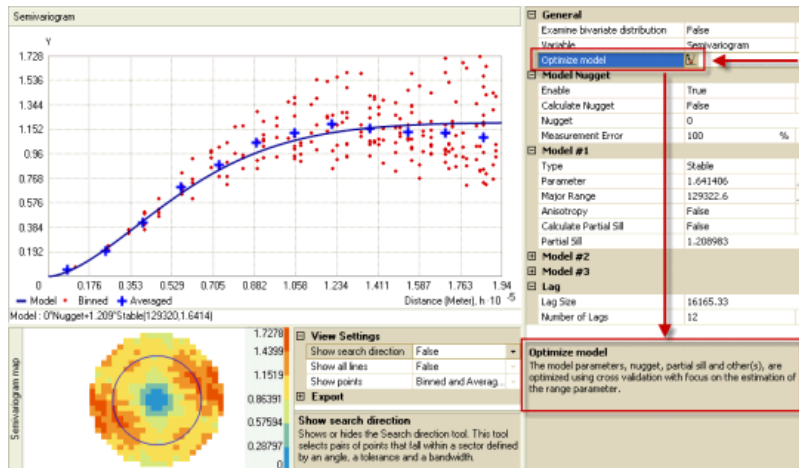 Semivariogram
γ
1.728
1.536
1.344
1.152
0.96
0.768
0.576
0.384
0.192
0 0.176 0.353 0.529 0.705 0.882 1.058 1.234 1.411 1.587 1.763 1.94
Model Binned Averaged Distance (Meter), h·10 -5
Model : 0*Nugget+1.209*Stable(129320,1.6414)
Semivariogram map
1.7278
1.4399
1.1519
0.86391
0.57594
0.28797
0
View Settings
Show search direction False
Show all lines False
Show points Binned and Averag...
Export
Show search direction
Shows or hides the Search direction tool. This tool
selects pairs of points that fall within a sector defined
by an angle, a tolerance and a bandwidth.
General
Examine bivariate distribution False
Variable Semivariogram
Optimize model
Model Nugget
Enable True
Calculate Nugget False
Nugget 0
Measurement Error 100 %
Model #1
Type Stable
Parameter 1.641406
Major Range 129322.6
Anisotropy False
Calculate Partial Sill False
Partial Sill 1.208983
Model #2
Model #3
Lag
Lag Size 16165.33
Number of Lags 12
Optimize model
The model parameters, nugget, partial sill and other(s), are
optimized using cross validation with focus on the estimation of
the range parameter.